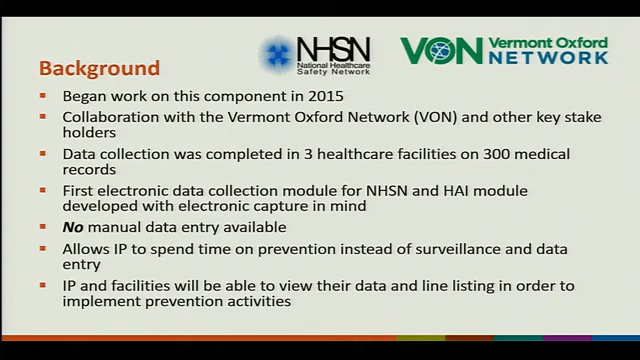 NHSN
National Healthcare
Safety Network
VON Vermont Oxford
NETWORK
Background
Began work on this component in 2015
Collaboration with the Vermont Oxford Network (VON) and other key stake
holders
Data collection was completed in 3 healthcare facilities on 300 medical
records
First electronic data collection module for NHSN and HAI module
developed with electronic capture in mind
No manual data entry available
Allows IP to spend time on prevention instead of surveillance and data
entry
IP and facilities will be able to view their data and line listing in order to
implement prevention activities